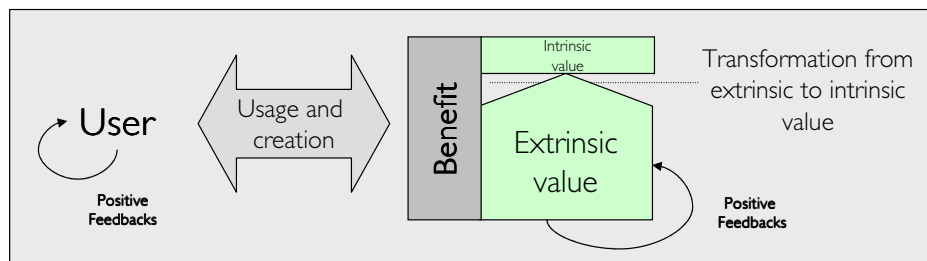 User
Positive
Feedbacks
Usage and
creation
Benefit
Intrinsic
value
Extrinsic
value
Transformation from
extrinsic to intrinsic
value
Positive
Feedbacks